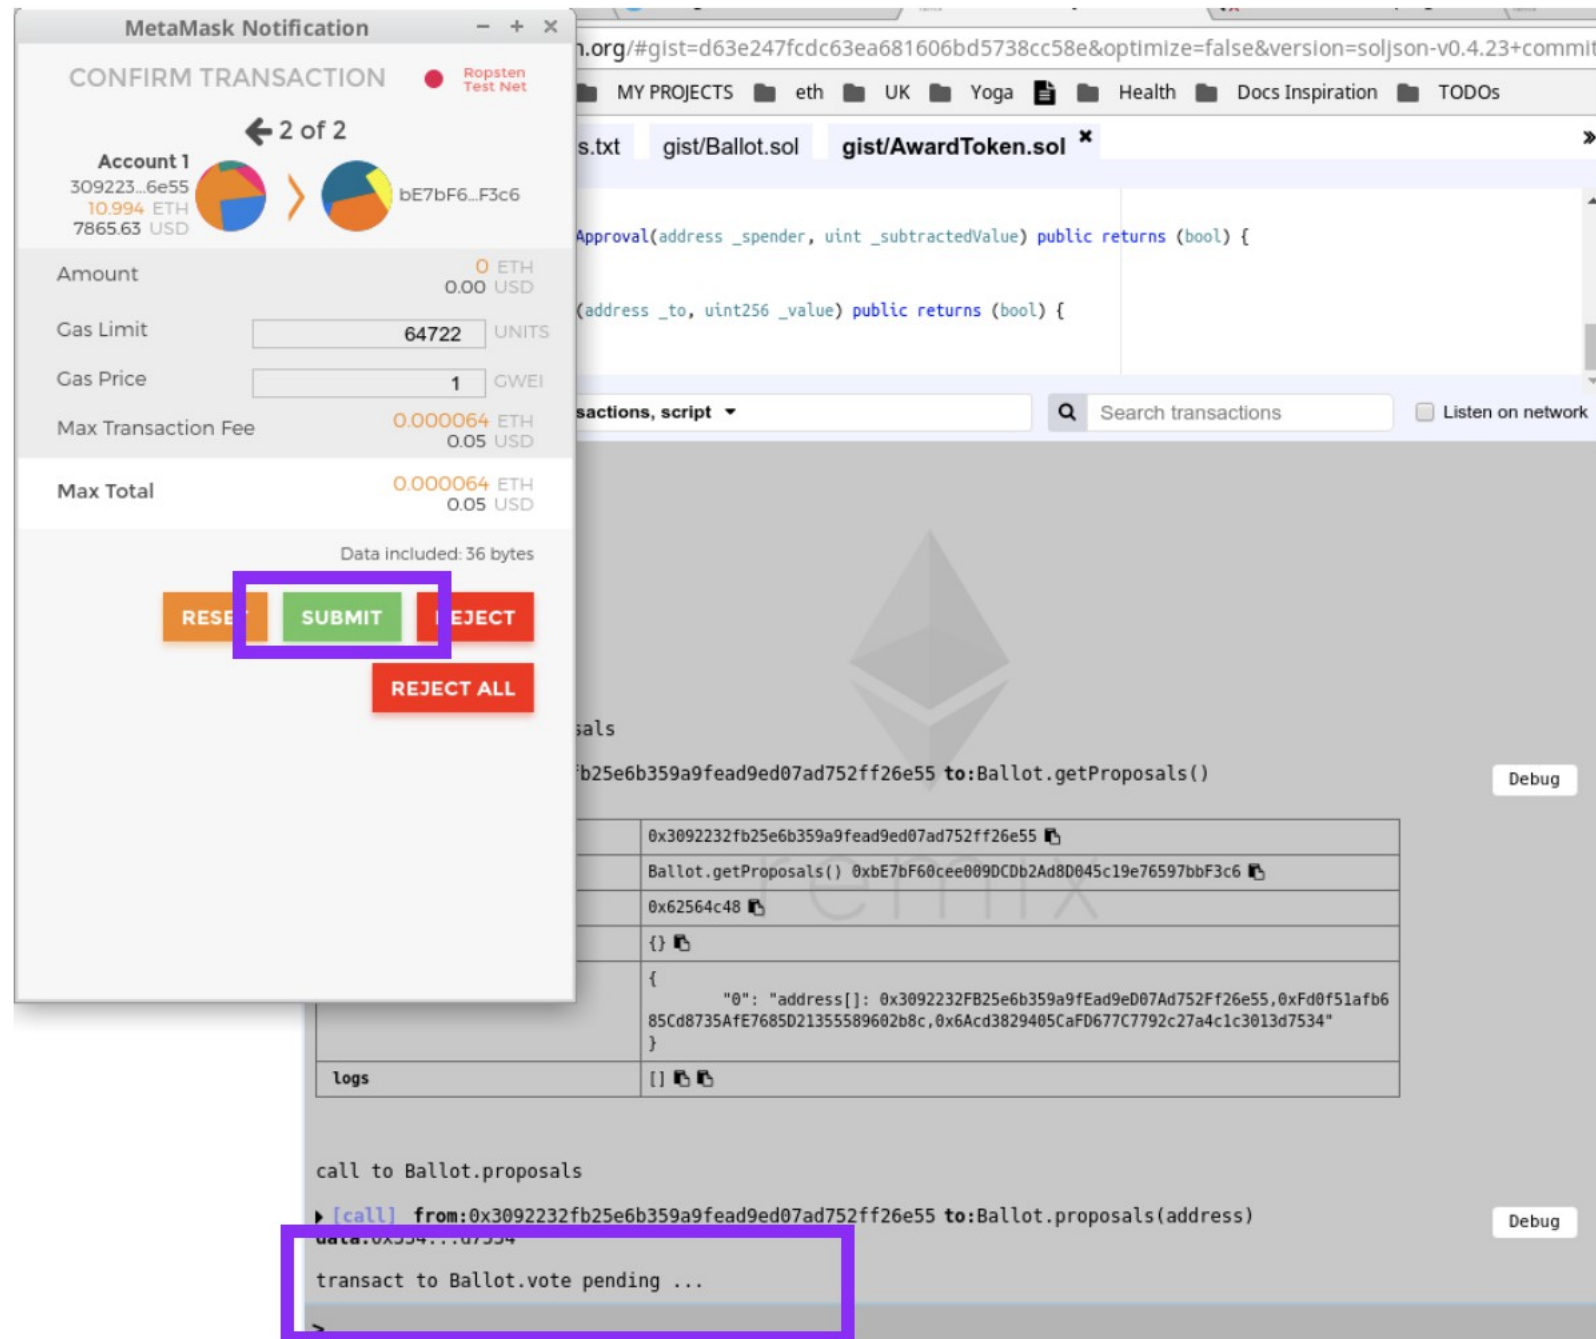 MetaMask Notification
CONFIRM TRANSACTION
Ropsten
Test Net
2 of 2
Account 1
309223...6e55
10.994 ETH
7865.63 USD
bE7bF6...F3c6
Amount
0 ETH
0.00 USD
Gas Limit
64722 UNITS
Gas Price
1 GWEI
Max Transaction Fee
0.000064 ETH
0.05 USD
Max Total
0.000064 ETH
0.05 USD
Data included: 36 bytes
RESET SUBMIT REJECT
REJECT ALL
n.org/#gist=d63e247fcdc63ea681606bd5738cc58e&optimize=false&version=soljson-v0.4.23+commit
MY PROJECTS eth UK Yoga Health Docs Inspiration TODOs
s.txt gist/Ballot.sol gist/AwardToken.sol ✖ »
Approval(address _spender, uint _subtractedValue) public returns (bool) {
(address _to, uint256 _value) public returns (bool) {
sactions, script Search transactions Listen on network
sals
fb25e6b359a9fead9ed07ad752ff26e55 to:Ballot.getProposals() Debug
0x3092232fb25e6b359a9fead9ed07ad752ff26e55
Ballot.getProposals() 0xbE7bF60cee009DCDb2Ad8D045c19e76597bbF3c6
remix
0x62564c48
{}
{
"0": "address[]: 0x3092232FB25e6b359a9fEad9eD07Ad752Ff26e55,0xFd0f51afb6
85Cd8735AfE7685D21355589602b8c,0x6Acd3829405CaFD677C7792c27a4c1c3013d7534"
}
logs []
call to Ballot.proposals
[call] from:0x3092232fb25e6b359a9fead9ed07ad752ff26e55 to:Ballot.proposals(address) Debug
data:0x334...d7534
transact to Ballot.vote pending ...
>